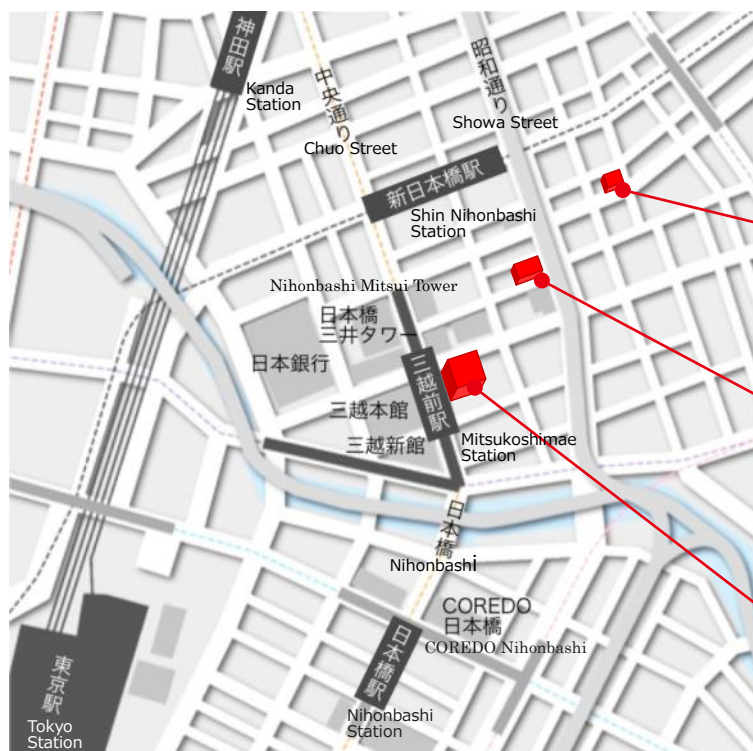 神田駅
Kanda
Station
中央通り
Chuo Street
昭和通り
Showa Street
新日本橋駅
Shin Nihonbashi
Station
Nihonbashi Mitsui Tower
日本橋
三井タワー
日本銀行
三越前駅
三越本館
三越新館
Mitsukoshimae
Station
日本橋
Nihonbashi
COREDO
日本橋
COREDO Nihonbashi
日本橋駅
Nihonbashi
Station
東京駅
Tokyo
Station